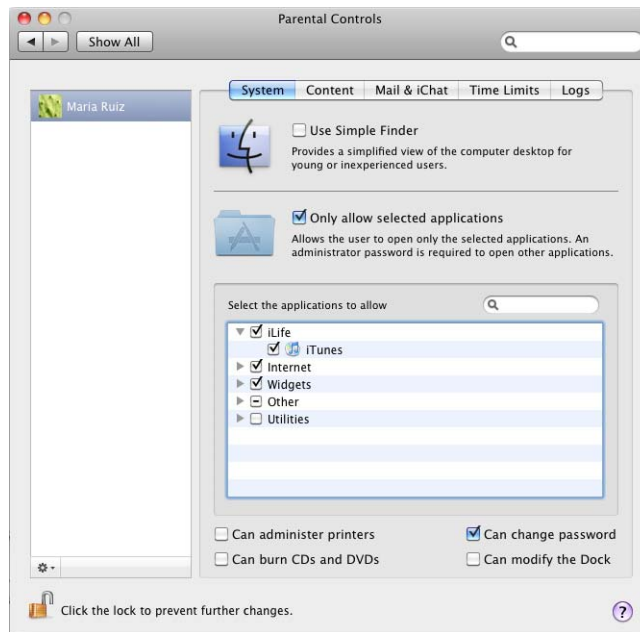 Parental Controls
Show All
Maria Ruiz
System Content Mail & iChat Time Limits Logs
Use Simple Finder
Provides a simplified view of the computer desktop for
young or inexperienced users.
Only allow selected applications
Allows the user to open only the selected applications. An
administrator password is required to open other applications.
Select the applications to allow
iLife
iTunes
Internet
Widgets
Other
Utilities
Can administer printers Can change password
Can burn CDs and DVDs Can modify the Dock
Click the lock to prevent further changes.
?